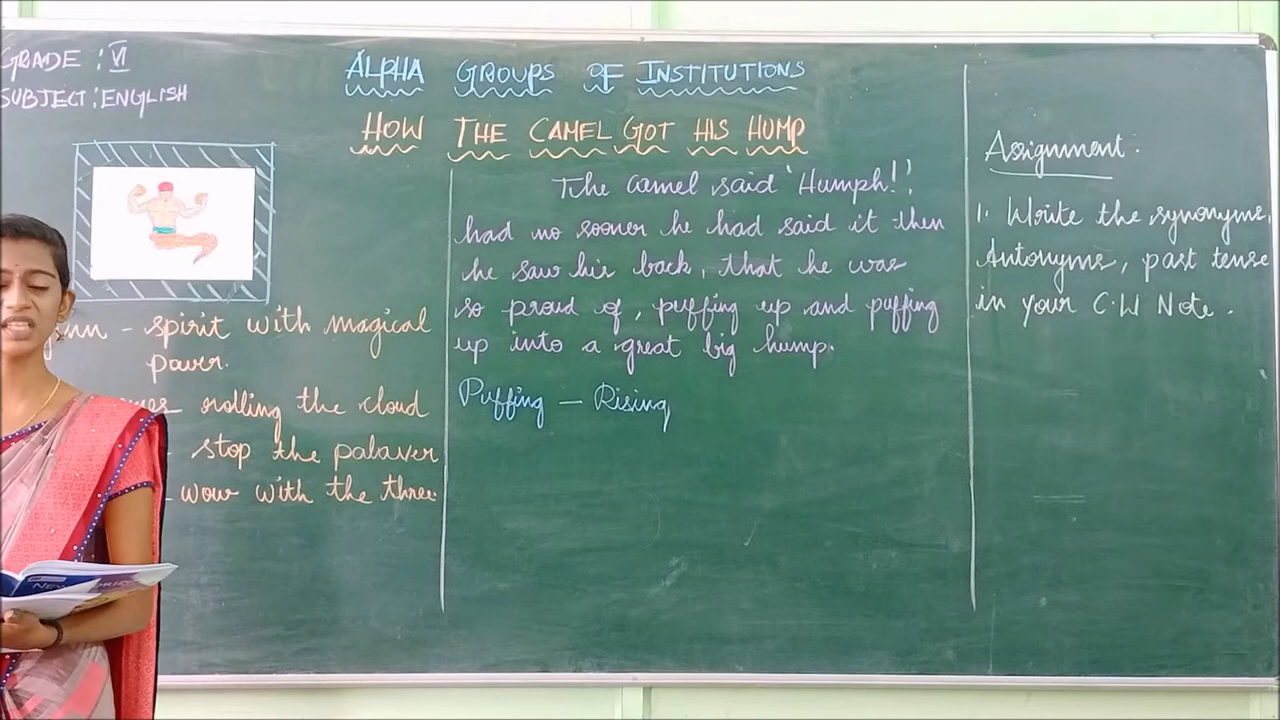 GRADE : VI
SUBJECT : ENGLISH
ALPHA GROUPS OF INSTITUTIONS
HOW THE CAMEL GOT HIS HUMP
- spirit with magical
power.
rolling the cloud
- stop the palaver
- wow with the three.
The camel said 'Humph!',
had no sooner he had said it then
he saw his back, that he was
so proud of, puffing up and puffing
up into a great big hump.
Puffing — Rising
Assignment:
1. Write the synonyms,
Antonyms, past tense
in your C.W Note.